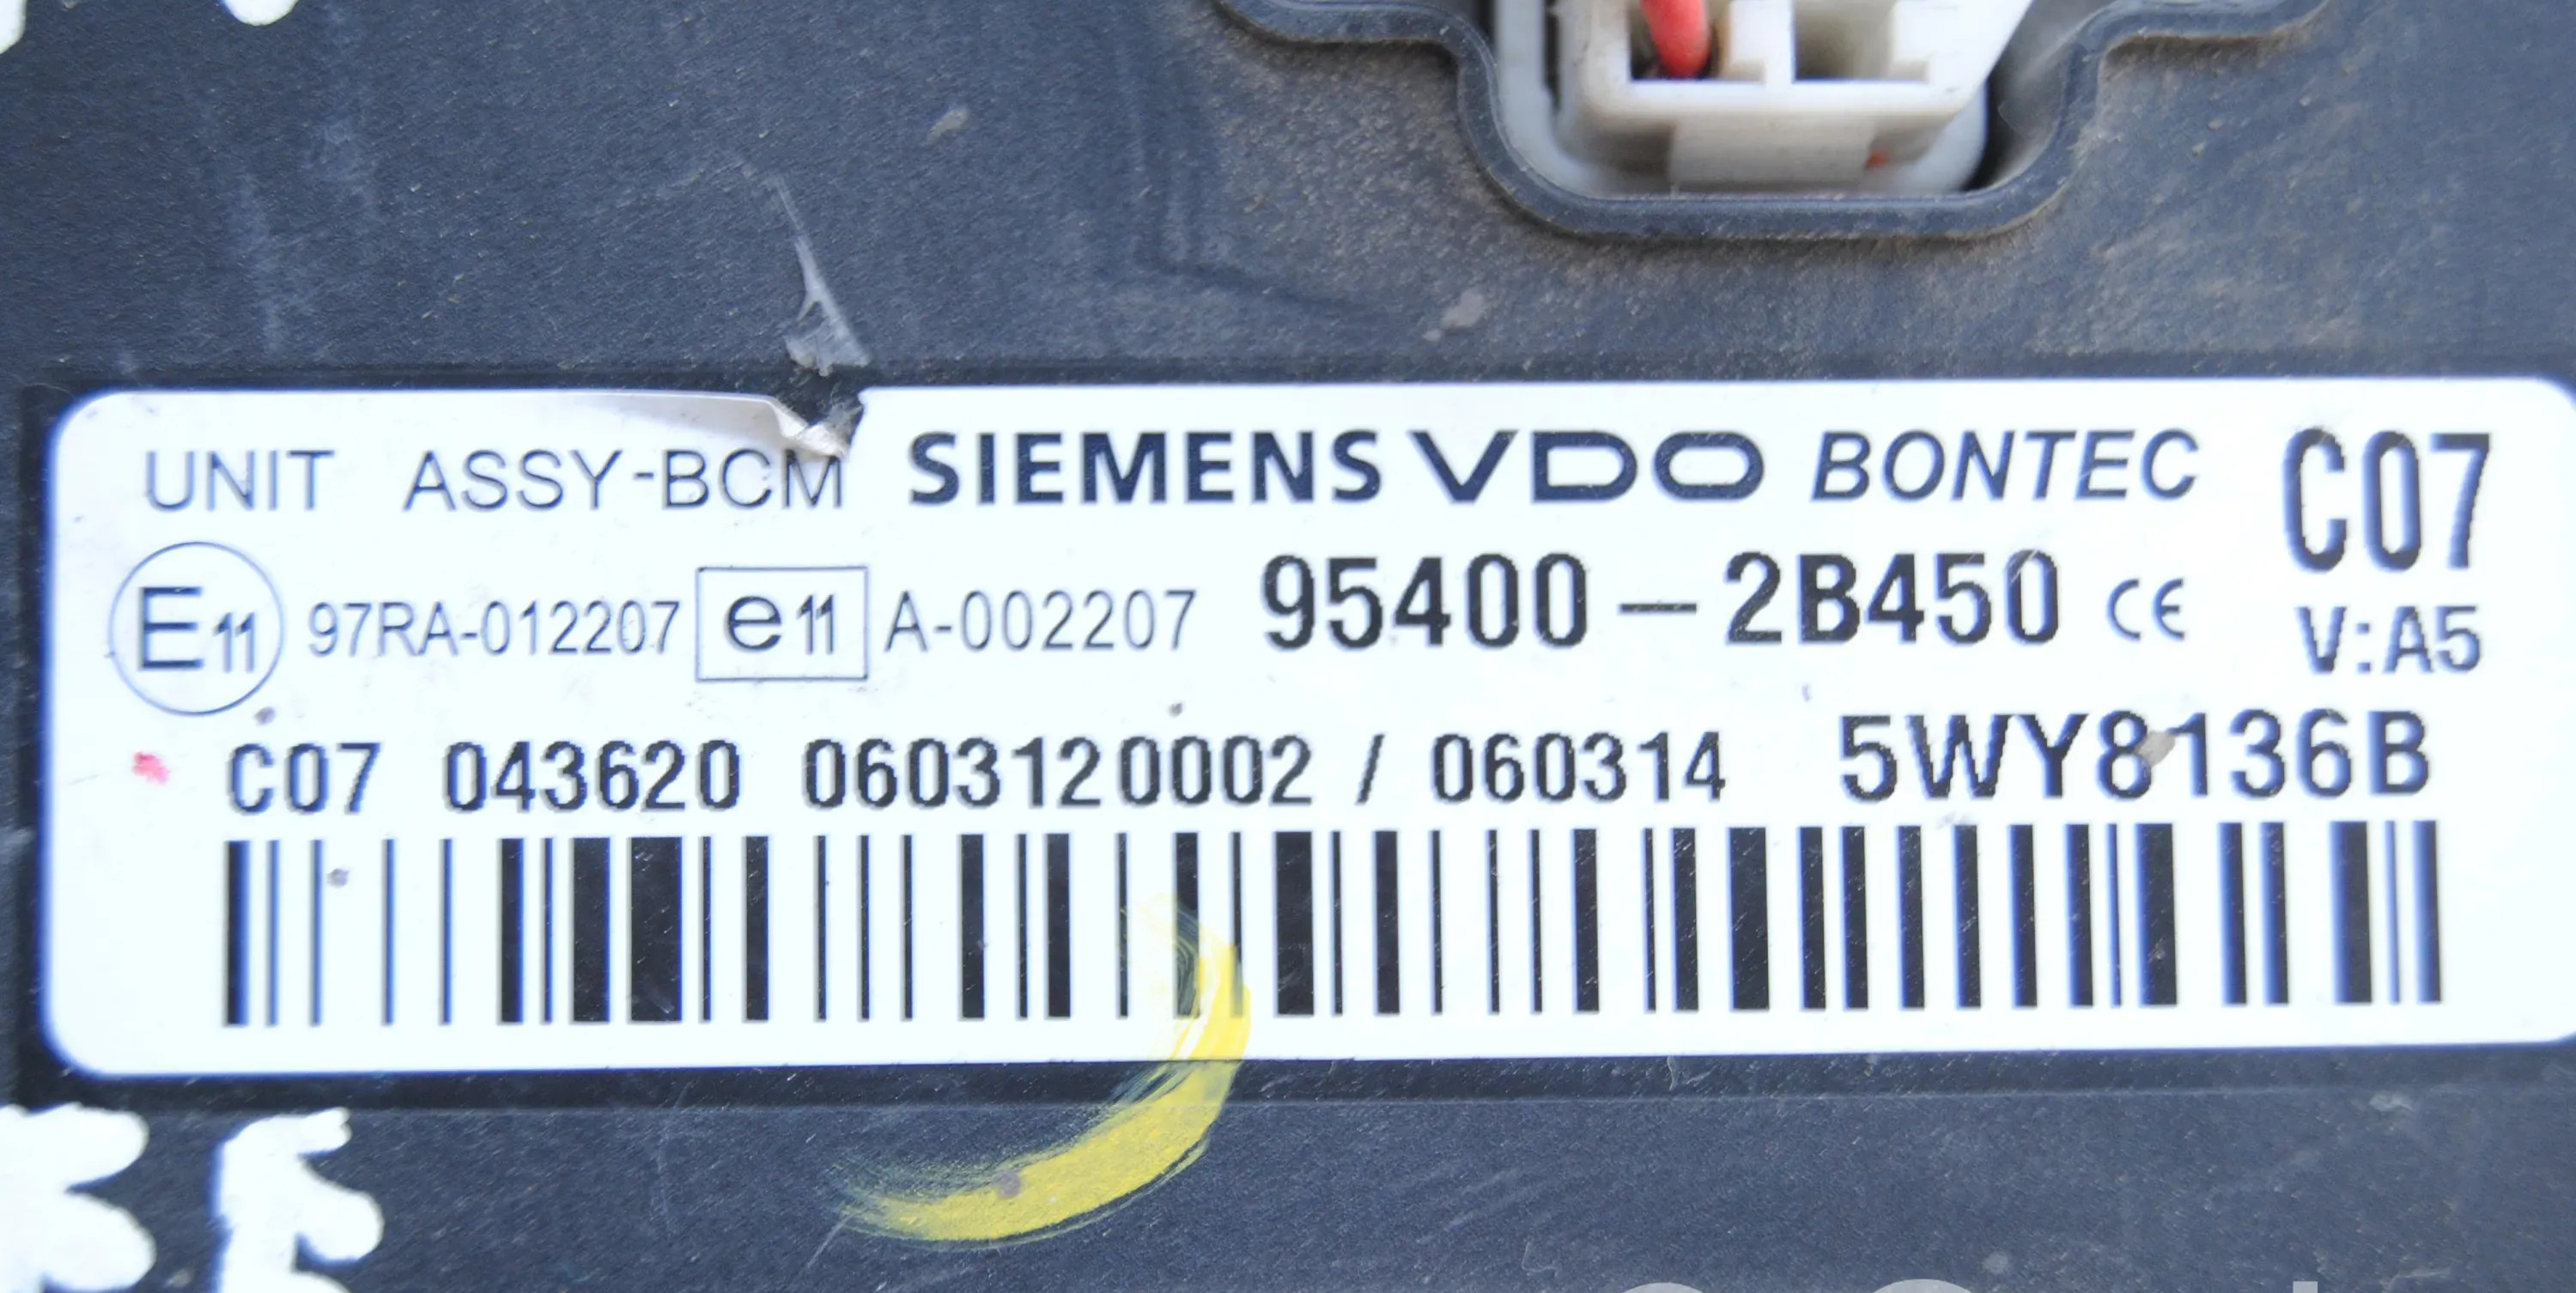 UNIT ASSY-BCM SIEMENS VDO BONTEC C07
E11 97RA-012207 e11 A-002207 95400-2B450 CE V:A5
C07 043620 0603120002 / 060314 5WY8136B